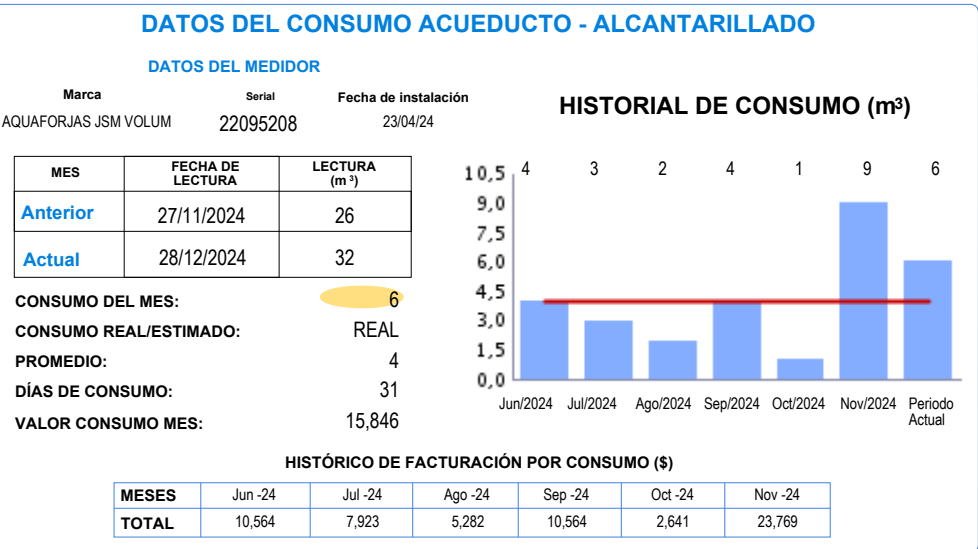 DATOS DEL CONSUMO ACUEDUCTO - ALCANTARILLADO
DATOS DEL MEDIDOR
Marca Serial Fecha de instalación
AQUAFORJAS JSM VOLUM 22095208 23/04/24
MES FECHA DE LECTURA LECTURA (m³)
Anterior 27/11/2024 26
Actual 28/12/2024 32
CONSUMO DEL MES: 6
CONSUMO REAL/ESTIMADO: REAL
PROMEDIO: 4
DÍAS DE CONSUMO: 31
VALOR CONSUMO MES: 15,846
HISTORIAL DE CONSUMO (m³)
4 3 2 4 1 9 6
10,5
9,0
7,5
6,0
4,5
3,0
1,5
0,0
Jun/2024 Jul/2024 Ago/2024 Sep/2024 Oct/2024 Nov/2024 Periodo Actual
HISTÓRICO DE FACTURACIÓN POR CONSUMO ($)
MESES Jun -24 Jul -24 Ago -24 Sep -24 Oct -24 Nov -24
TOTAL 10,564 7,923 5,282 10,564 2,641 23,769